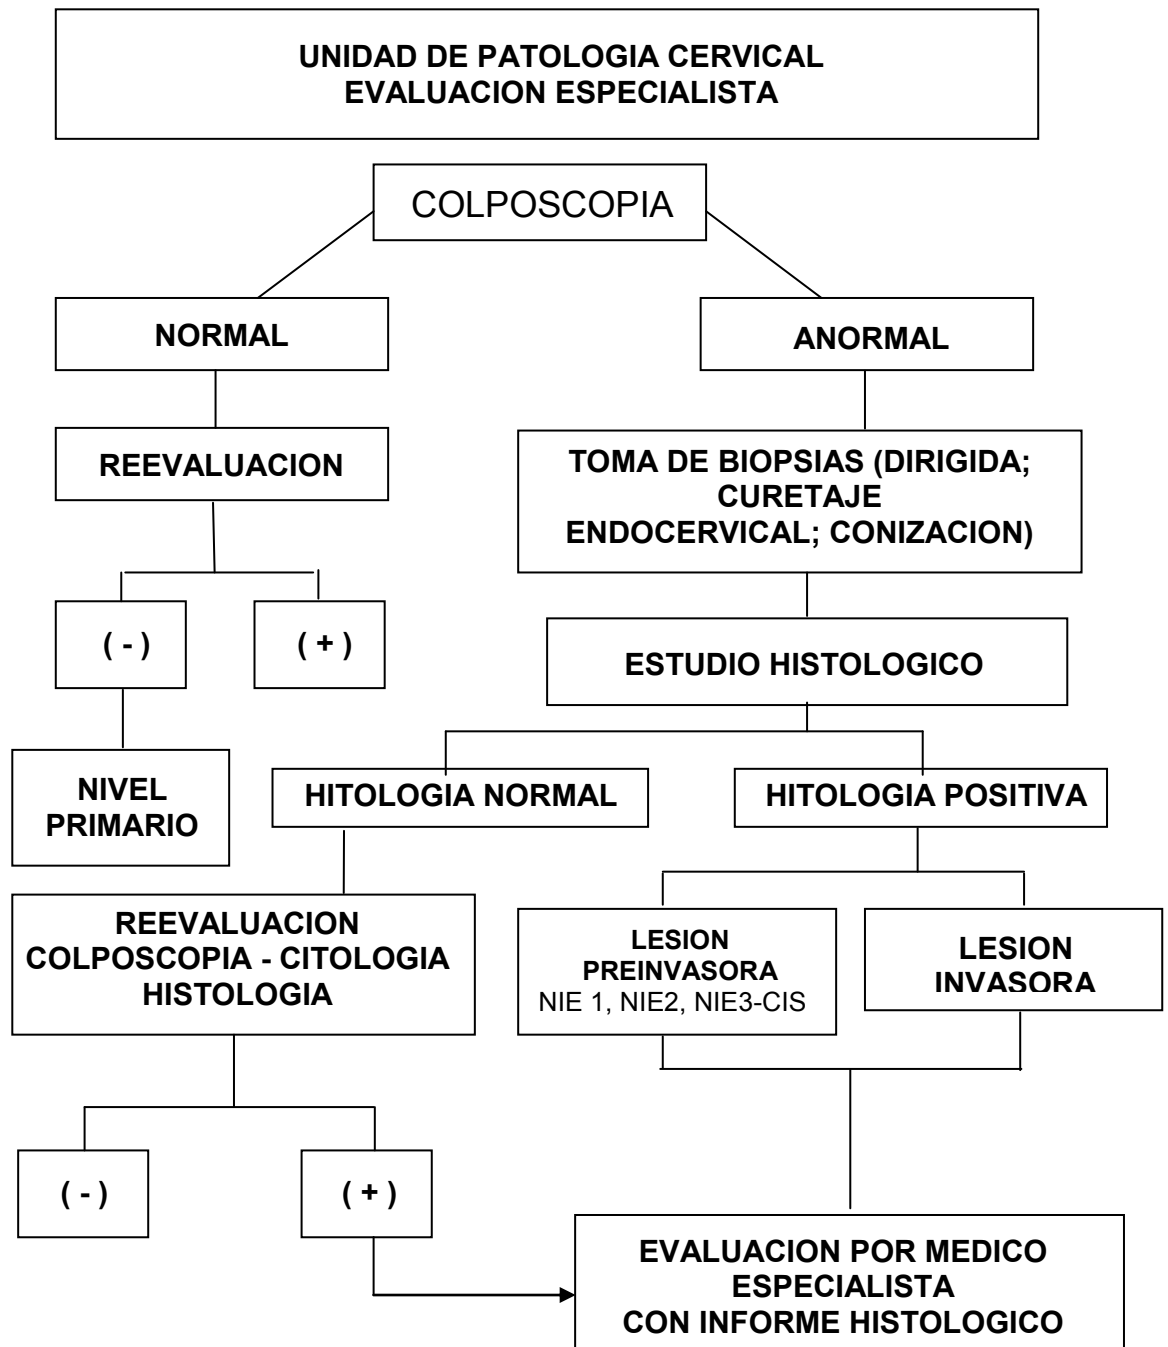 UNIDAD DE PATOLOGIA CERVICAL
EVALUACION ESPECIALISTA
COLPOSCOPIA
NORMAL
ANORMAL
REEVALUACION
TOMA DE BIOPSIAS (DIRIGIDA;
CURETAJE
ENDOCERVICAL; CONIZACION)
( - )
( + )
ESTUDIO HISTOLOGICO
NIVEL
PRIMARIO
HITOLOGIA NORMAL
HITOLOGIA POSITIVA
REEVALUACION
COLPOSCOPIA - CITOLOGIA
HISTOLOGIA
LESION
PREINVASORA
NIE 1, NIE2, NIE3-CIS
LESION
INVASORA
( - )
( + )
EVALUACION POR MEDICO
ESPECIALISTA
CON INFORME HISTOLOGICO